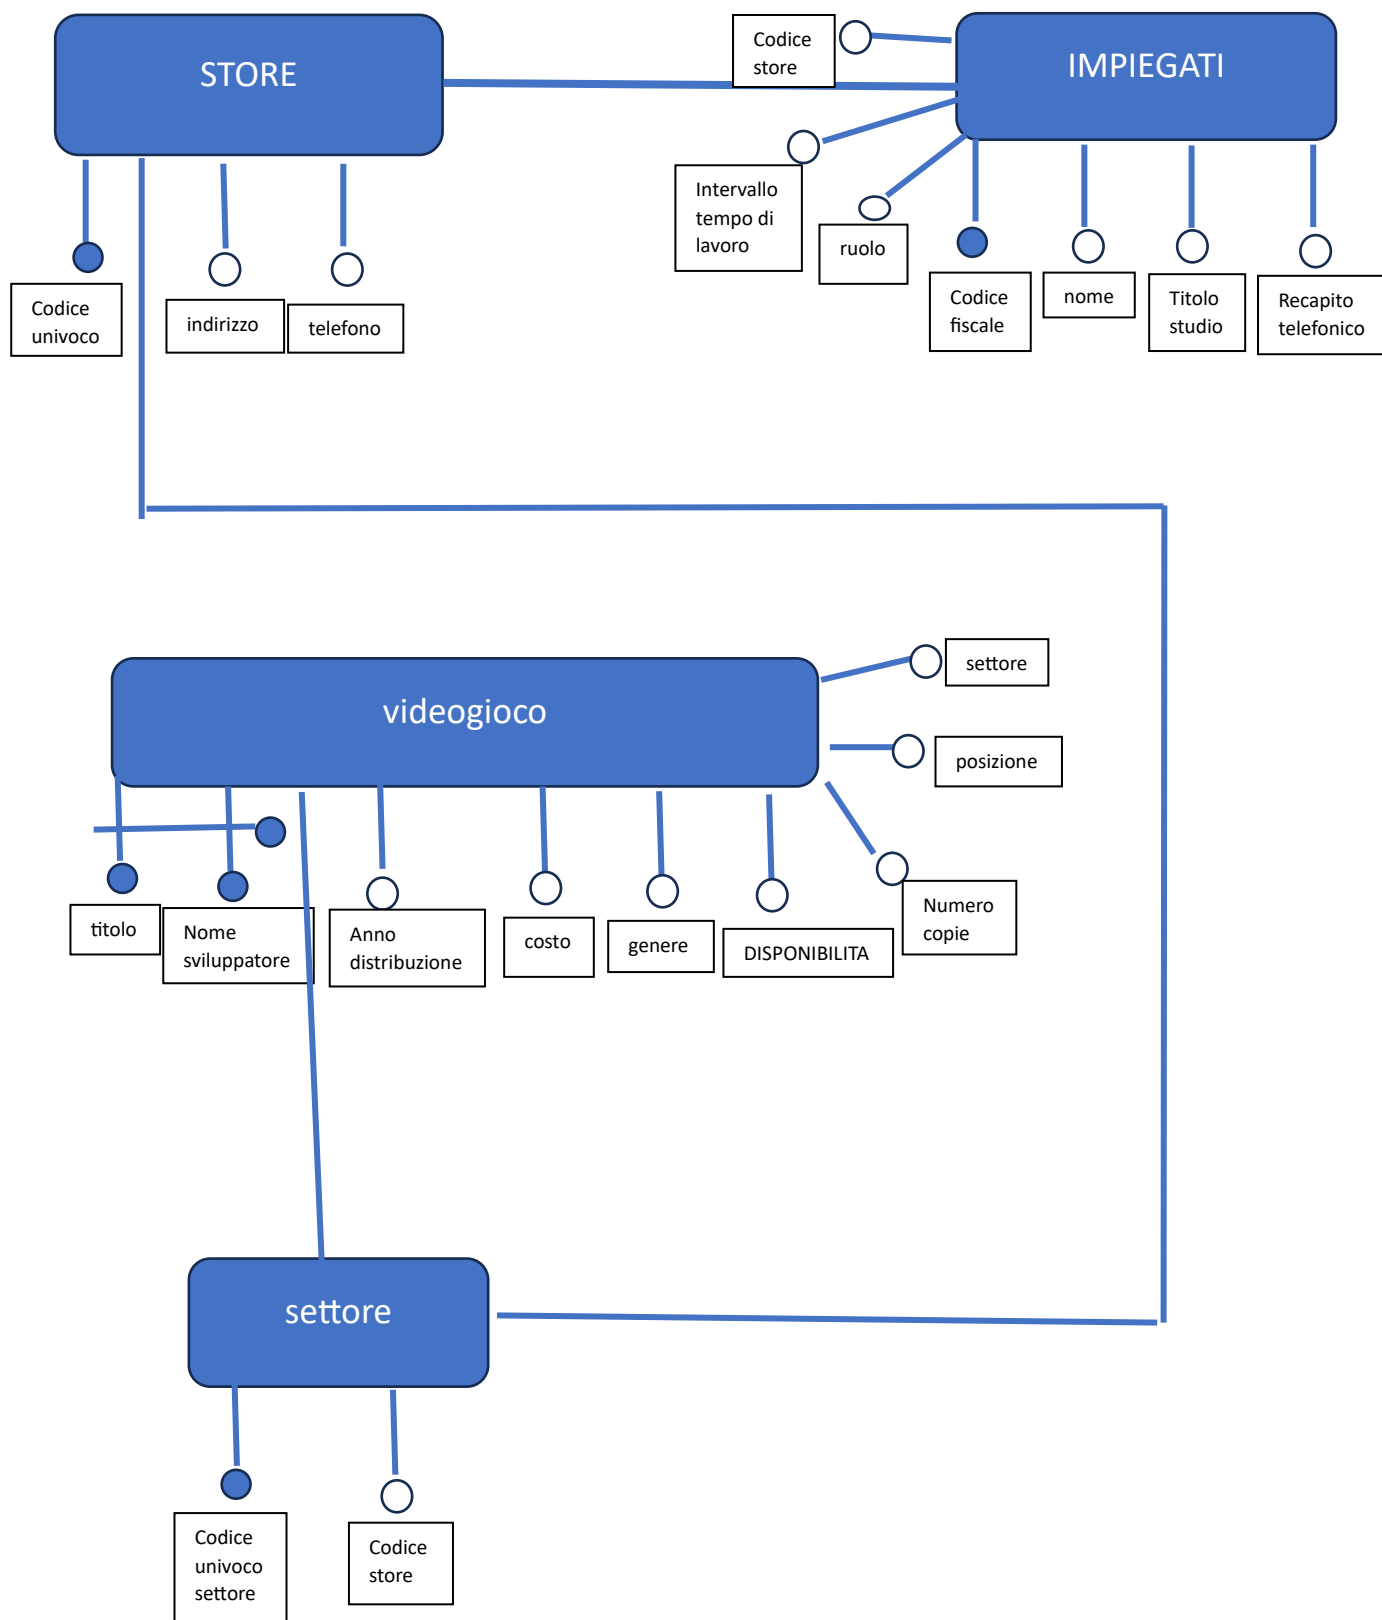 STORE
IMPIEGATI
Codice
store
Intervallo
tempo di
lavoro
ruolo
Codice
univoco
indirizzo
telefono
Codice
fiscale
nome
Titolo
studio
Recapito
telefonico
videogioco
settore
posizione
Numero
copie
titolo
Nome
sviluppatore
Anno
distribuzione
costo
genere
DISPONIBILITA
settore
Codice
univoco
settore
Codice
store